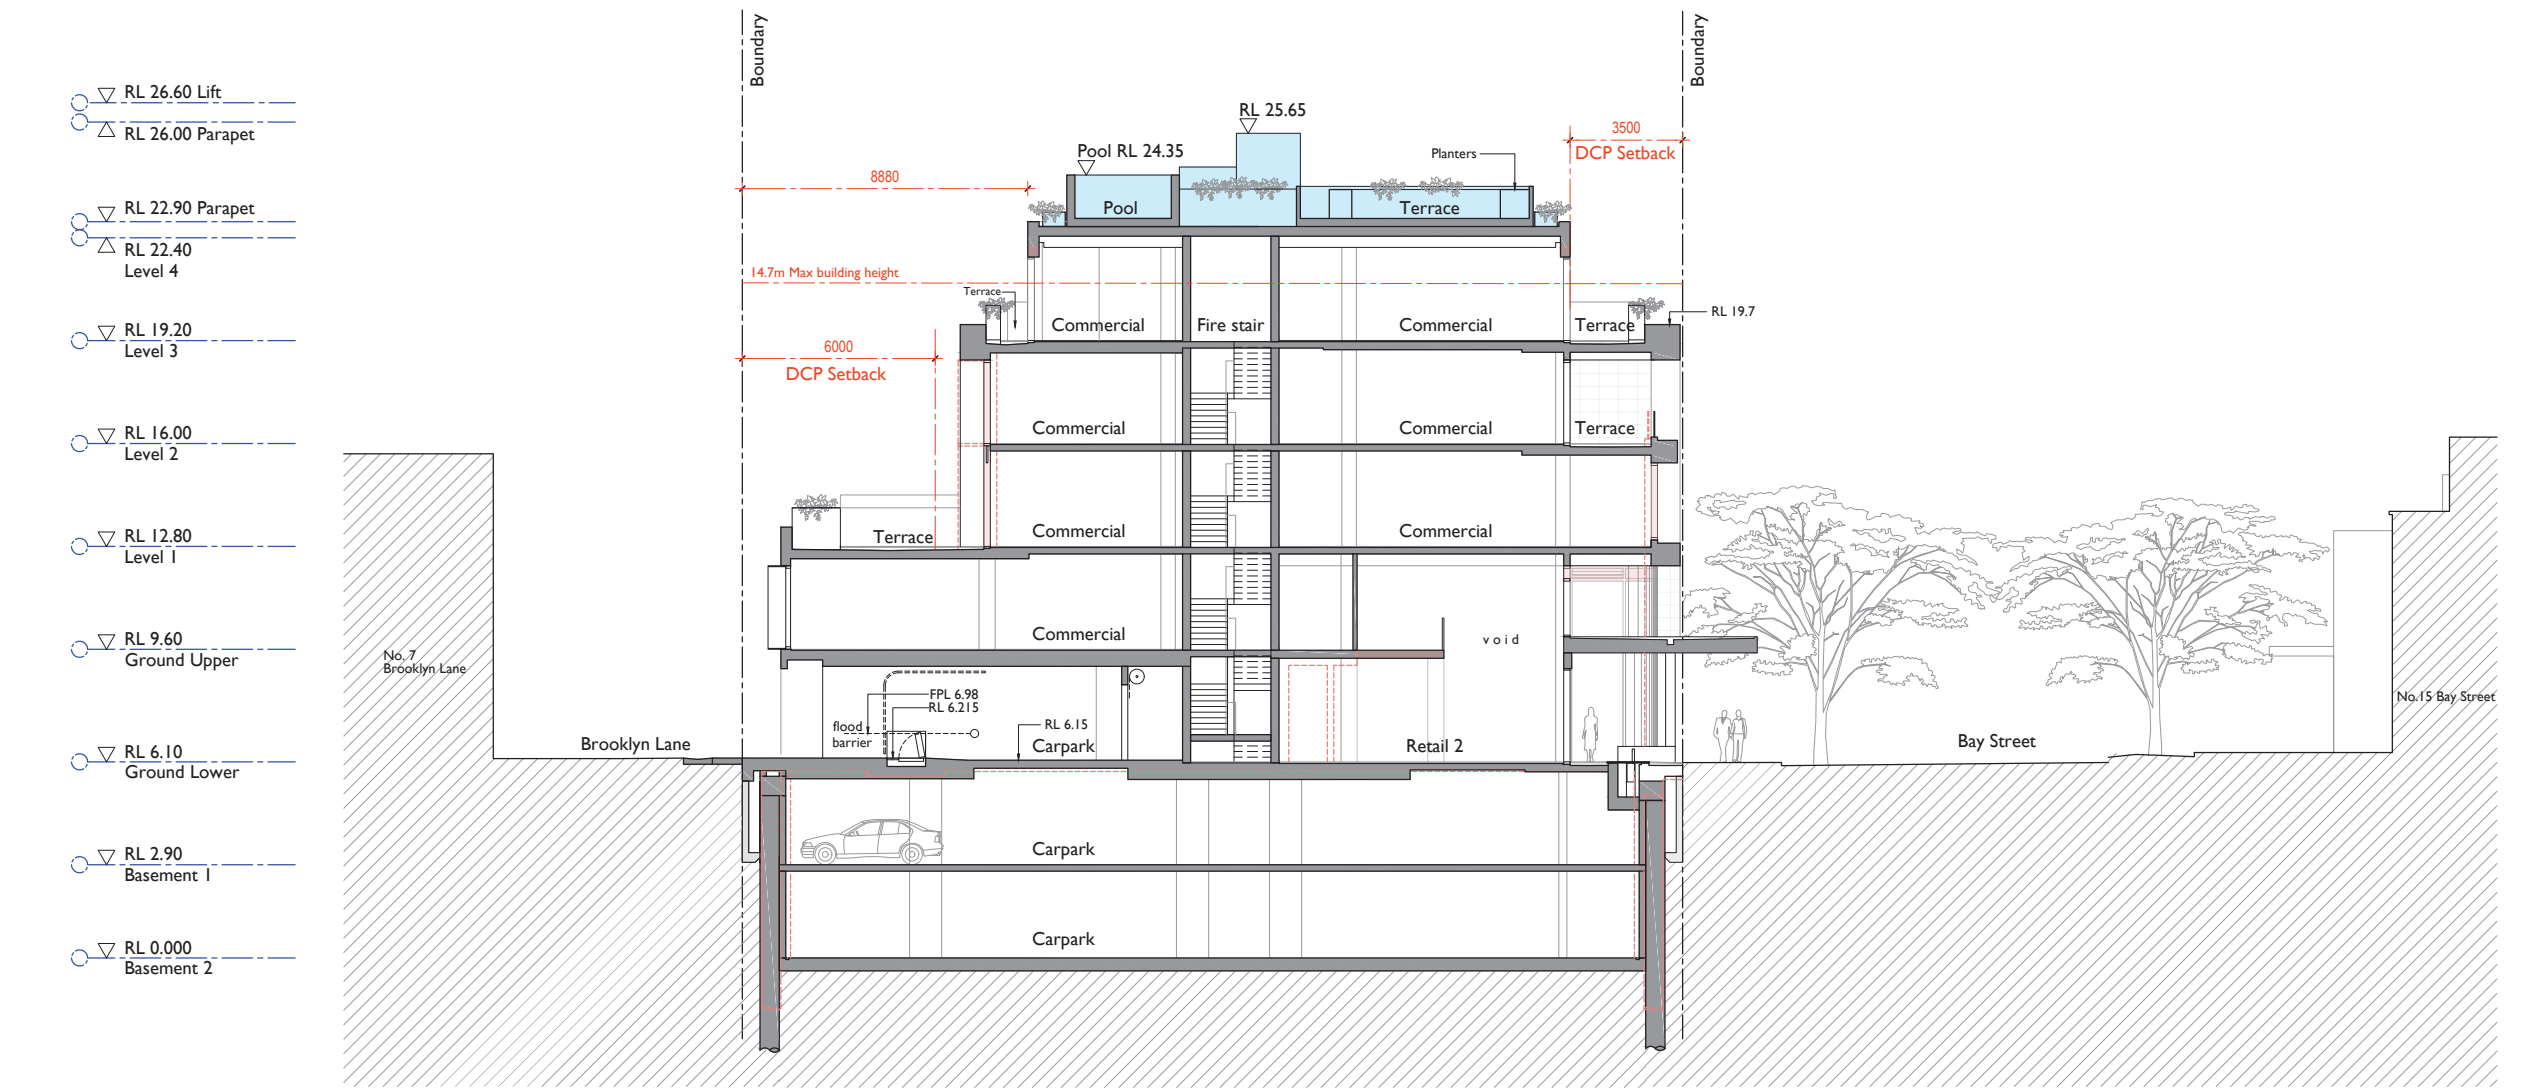 Boundary
Boundary
RL 26.60 Lift
RL 26.00 Parapet
RL 25.65
3500
DCP Setback
Planters
Pool RL 24.35
8880
RL 22.90 Parapet
Pool
Terrace
RL 22.40
Level 4
14.7m Max building height
Terrace
RL 19.7
RL 19.20
Level 3
Commercial
Fire stair
Commercial
Terrace
6000
DCP Setback
RL 16.00
Level 2
Commercial
Commercial
Terrace
RL 12.80
Level 1
Terrace
Commercial
Commercial
RL 9.60
Ground Upper
Commercial
void
No. 7
Brooklyn Lane
FPL 6.98
RL 6.215
flood
barrier
RL 6.15
No.15 Bay Street
RL 6.10
Ground Lower
Brooklyn Lane
Carpark
Retail 2
Bay Street
RL 2.90
Basement 1
Carpark
RL 0.000
Basement 2
Carpark